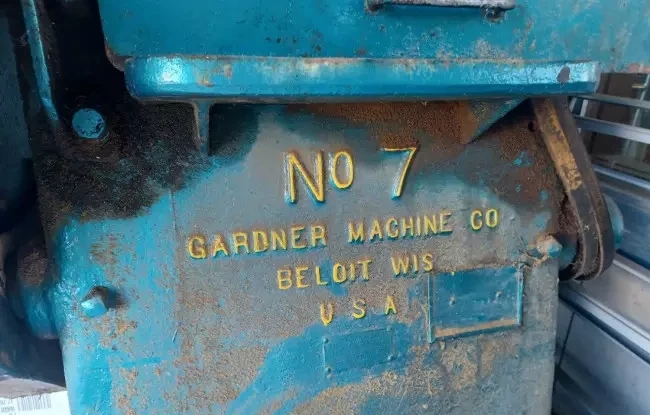 No 7
GARDNER MACHINE CO
BELOIT WIS
U S A